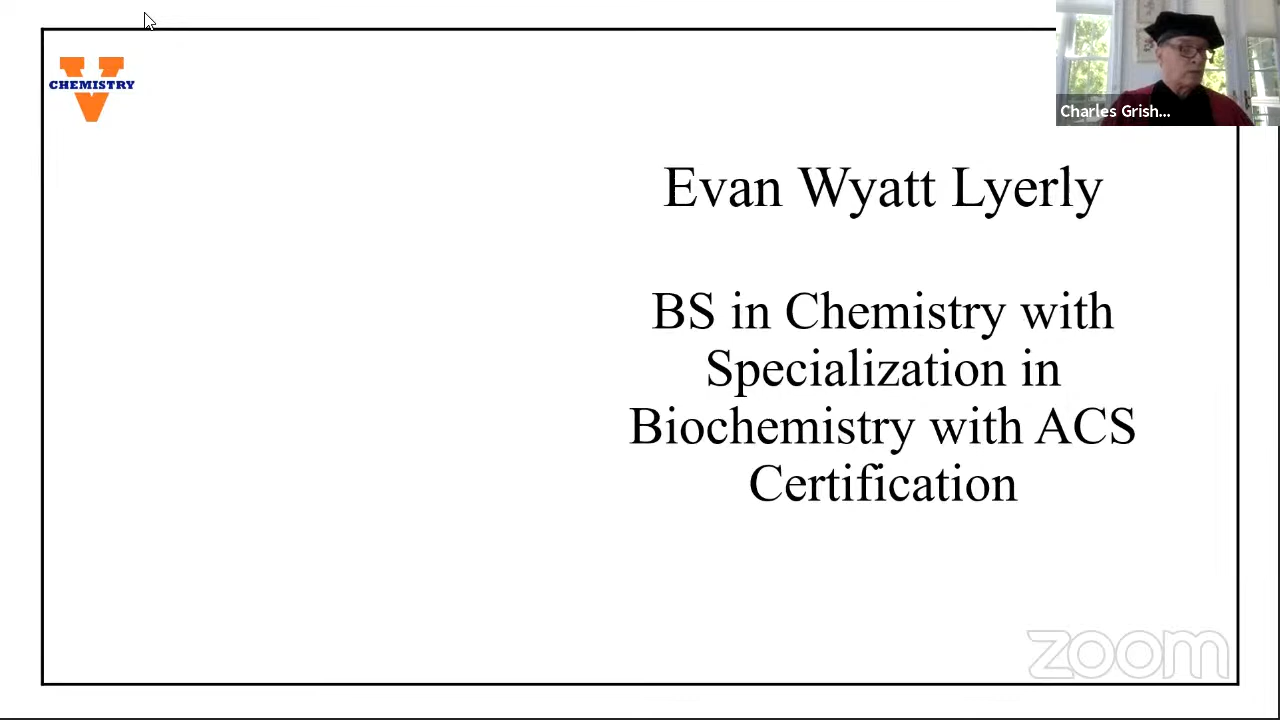 CHEMISTRY
Charles Grish...
Evan Wyatt Lyerly
BS in Chemistry with
Specialization in
Biochemistry with ACS
Certification
zoom